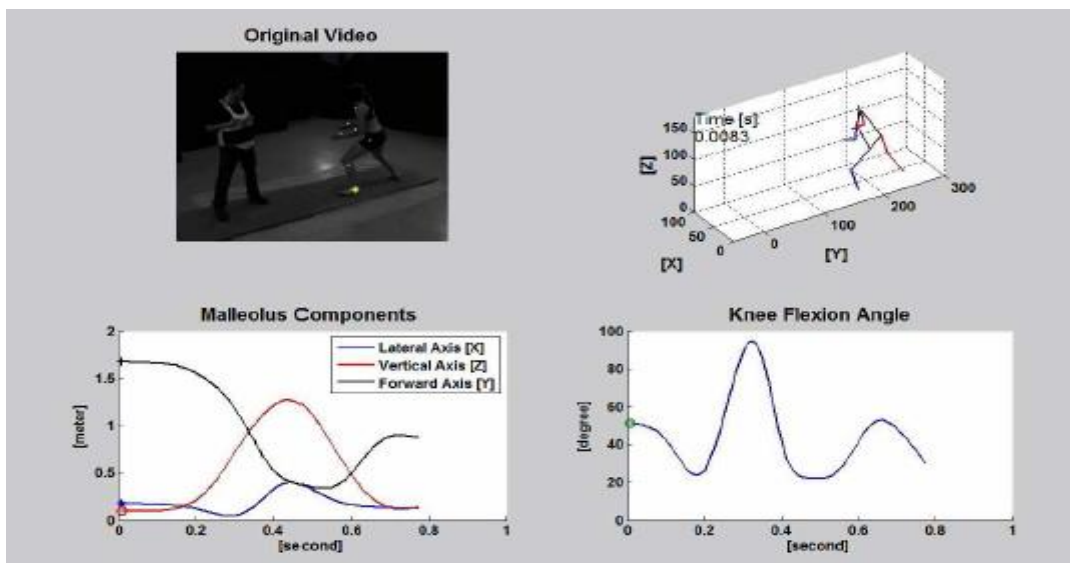 Original Video
Time [s]
0.0083
150
100
50
0
[Z]
100
50
0
[X]
0
100
200
300
[Y]
Malleolus Components
2
1.5
1
0.5
0
[meter]
Lateral Axis [X]
Vertical Axis [Z]
Forward Axis [Y]
0
0.2
0.4
0.6
0.8
1
[second]
Knee Flexion Angle
100
80
60
40
20
0
[degree]
0
0.2
0.4
0.6
0.8
1
[second]